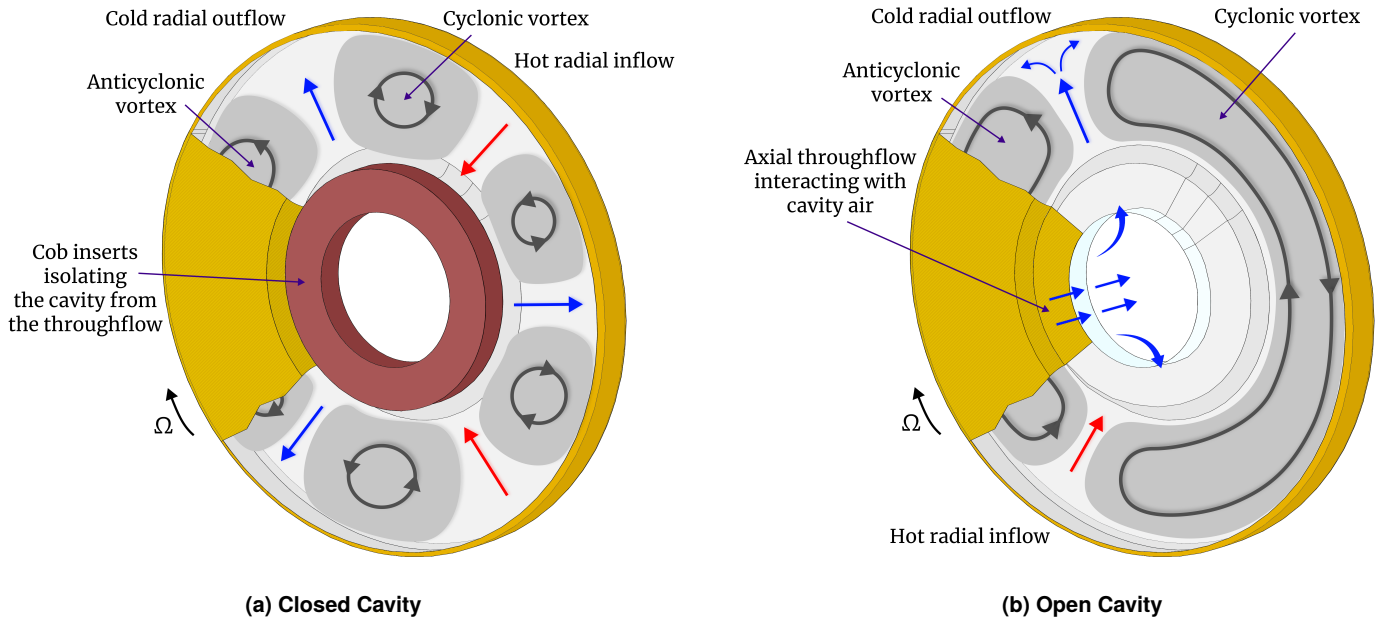 Cold radial outflow
Cyclonic vortex
Hot radial inflow
Anticyclonic
vortex
Cob inserts
isolating
the cavity from
the throughflow
Ω
(a) Closed Cavity
Cold radial outflow
Cyclonic vortex
Anticyclonic
vortex
Axial throughflow
interacting with
cavity air
Ω
Hot radial inflow
(b) Open Cavity